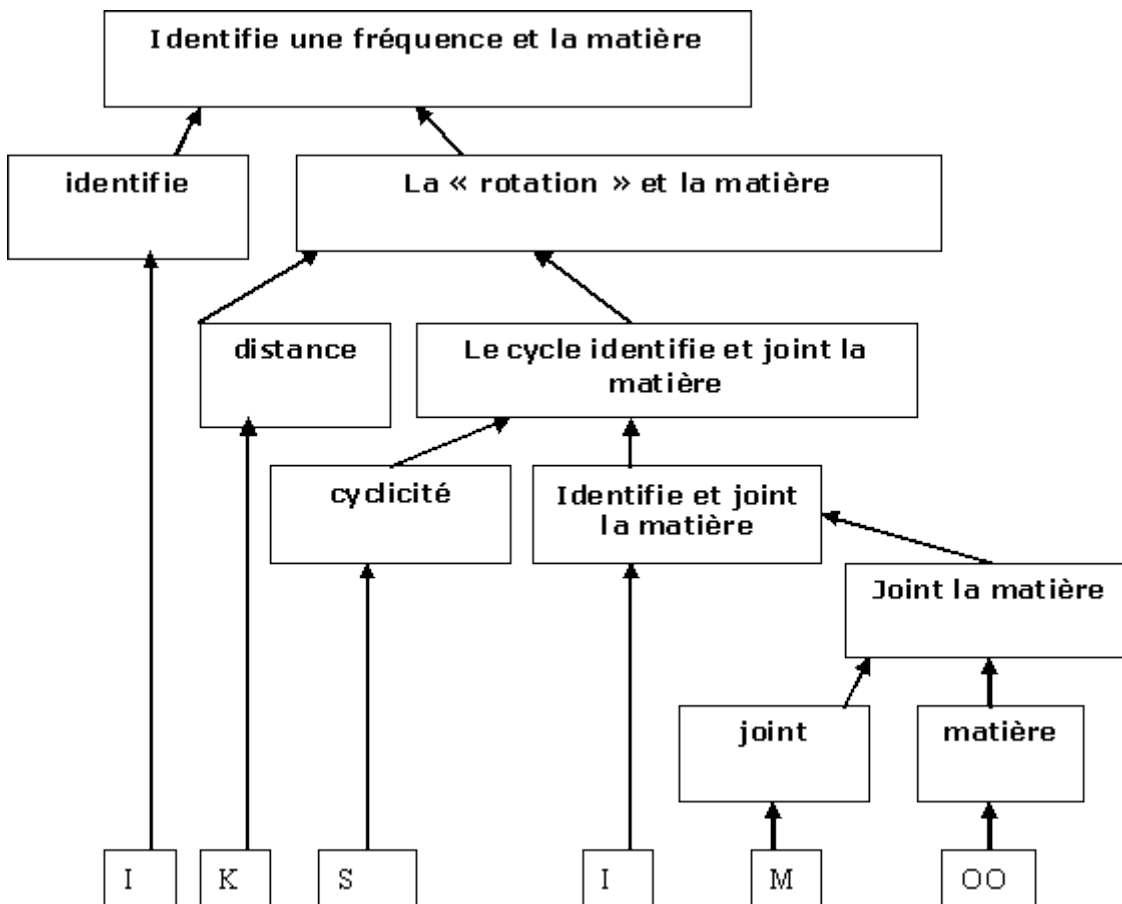 Identifie une fréquence et la matière
identifie
La « rotation » et la matière
distance
Le cycle identifie et joint la
matière
cyclicité
Identifie et joint
la matière
Joint la matière
joint
matière
I
K
S
I
M
OO